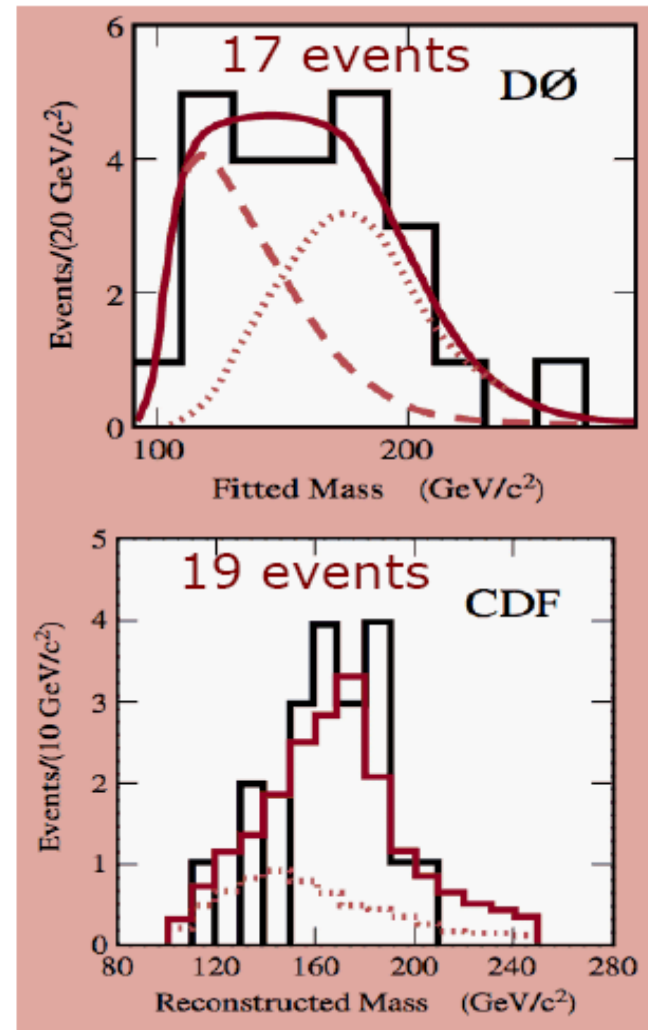 6
17 events
DØ
4
2
0
Events/(20 GeV/c²)
100 200
Fitted Mass (GeV/c²)
5
19 events
CDF
4
3
2
1
0
Events/(10 GeV/c²)
80 120 160 200 240 280
Reconstructed Mass (GeV/c²)